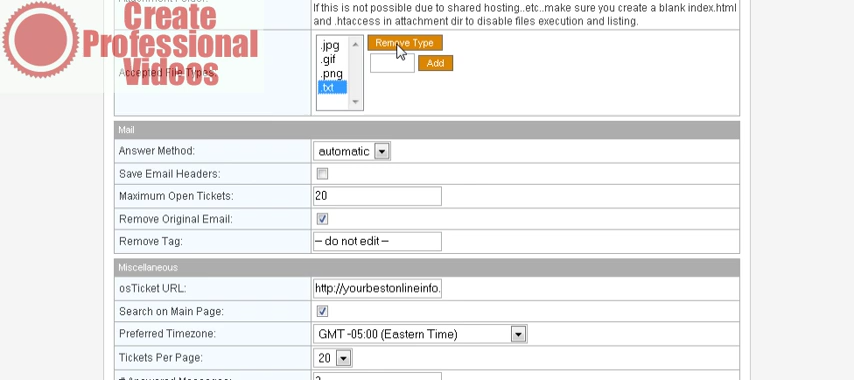 If this is not possible due to shared hosting..etc..make sure you create a blank index.html
and .htaccess in attachment dir to disable files execution and listing.
Create
Professional
Videos
Accepted File Types:
.jpg
.gif
.png
.txt
Remove Type
Add
Mail
Answer Method:
automatic
Save Email Headers:
Maximum Open Tickets:
20
Remove Original Email:
Remove Tag:
-- do not edit --
Miscellaneous
osTicket URL:
http://yourbestonlineinfo.
Search on Main Page:
Preferred Timezone:
GMT -05:00 (Eastern Time)
Tickets Per Page:
20